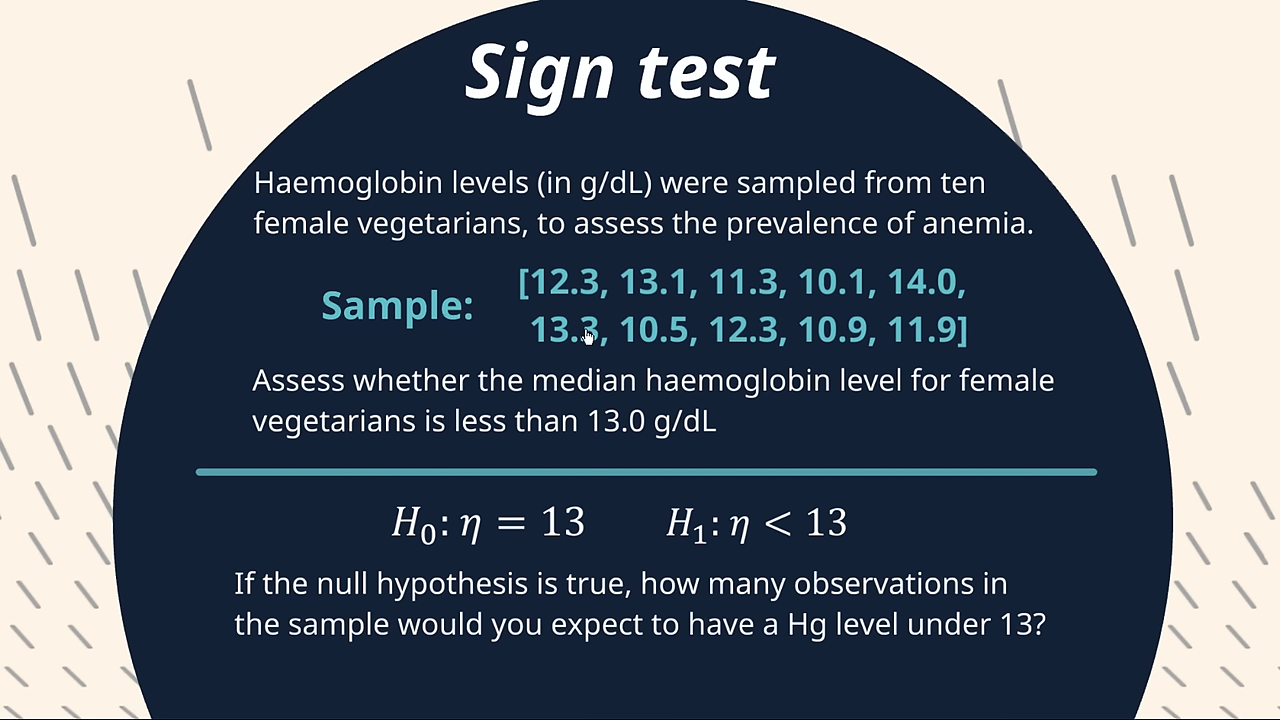 Sign test
Haemoglobin levels (in g/dL) were sampled from ten
female vegetarians, to assess the prevalence of anemia.
Sample:
[12.3, 13.1, 11.3, 10.1, 14.0,
13.3, 10.5, 12.3, 10.9, 11.9]
Assess whether the median haemoglobin level for female
vegetarians is less than 13.0 g/dL
H₀: η = 13 H₁: η < 13
If the null hypothesis is true, how many observations in
the sample would you expect to have a Hg level under 13?